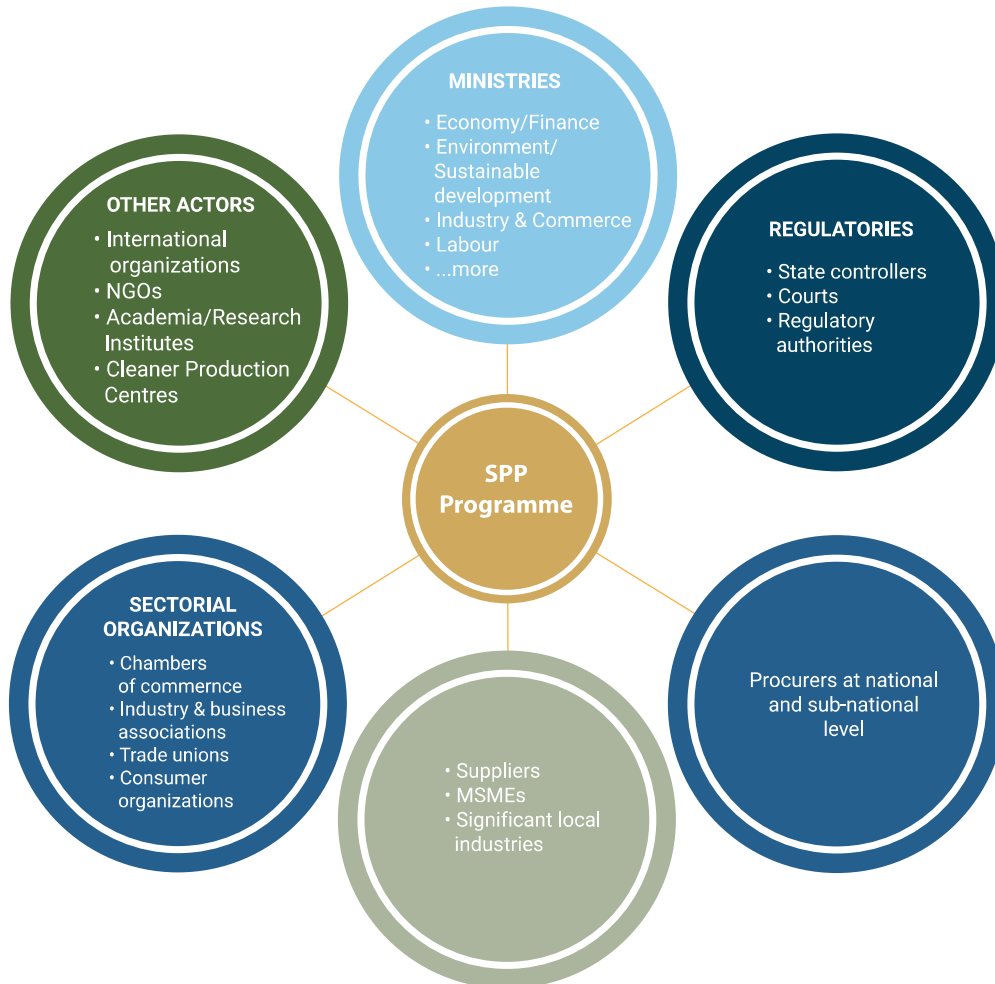 MINISTRIES
• Economy/Finance
• Environment/
Sustainable
development
• Industry & Commerce
• Labour
• ...more
OTHER ACTORS
• International
organizations
• NGOs
• Academia/Research
Institutes
• Cleaner Production
Centres
REGULATORIES
• State controllers
• Courts
• Regulatory
authorities
SPP
Programme
SECTORIAL
ORGANIZATIONS
• Chambers
of commernce
• Industry & business
associations
• Trade unions
• Consumer
organizations
• Suppliers
• MSMEs
• Significant local
industries
Procurers at national
and sub-national
level